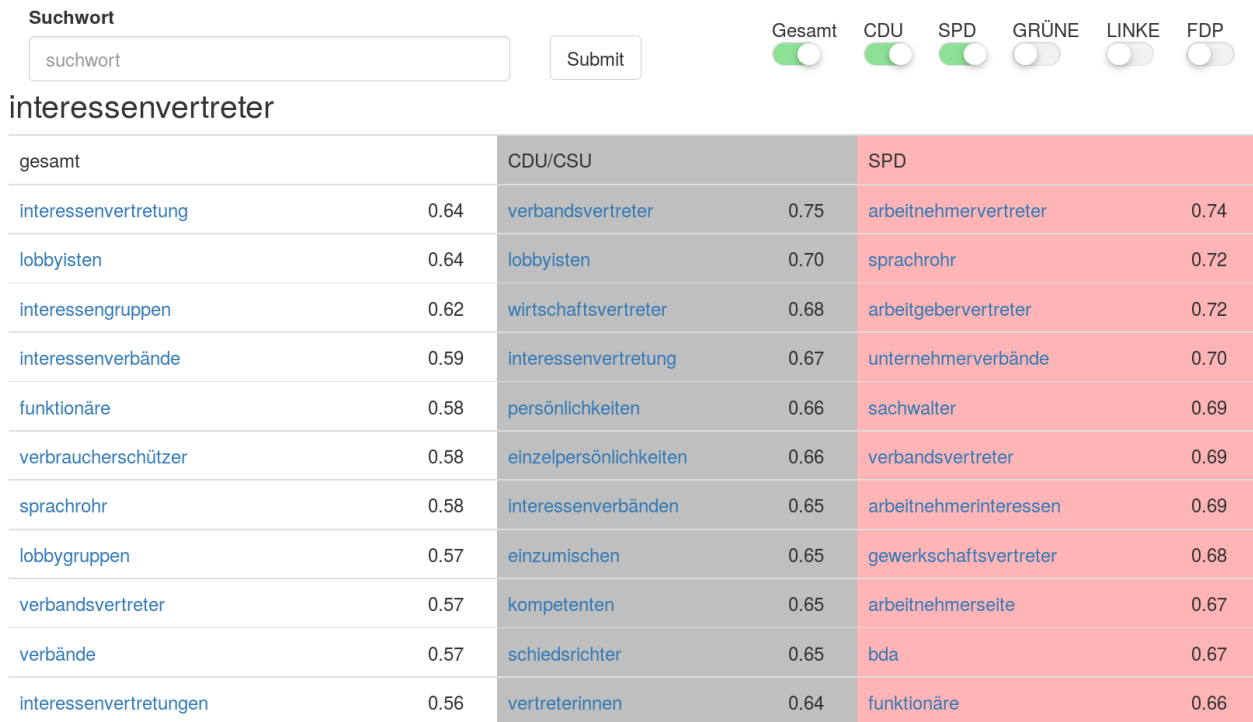 Suchwort
Gesamt CDU SPD GRÜNE LINKE FDP
suchwort Submit
interessenvertreter
gesamt CDU/CSU SPD
interessenvertretung 0.64 verbandsvertreter 0.75 arbeitnehmervertreter 0.74
lobbyisten 0.64 lobbyisten 0.70 sprachrohr 0.72
interessengruppen 0.62 wirtschaftsvertreter 0.68 arbeitgebervertreter 0.72
interessenverbände 0.59 interessenvertretung 0.67 unternehmerverbände 0.70
funktionäre 0.58 persönlichkeiten 0.66 sachwalter 0.69
verbraucherschützer 0.58 einzelpersönlichkeiten 0.66 verbandsvertreter 0.69
sprachrohr 0.58 interessenverbänden 0.65 arbeitnehmerinteressen 0.69
lobbygruppen 0.57 einzumischen 0.65 gewerkschaftsvertreter 0.68
verbandsvertreter 0.57 kompetenten 0.65 arbeitnehmerseite 0.67
verbände 0.57 schiedsrichter 0.65 bda 0.67
interessenvertretungen 0.56 vertreterinnen 0.64 funktionäre 0.66